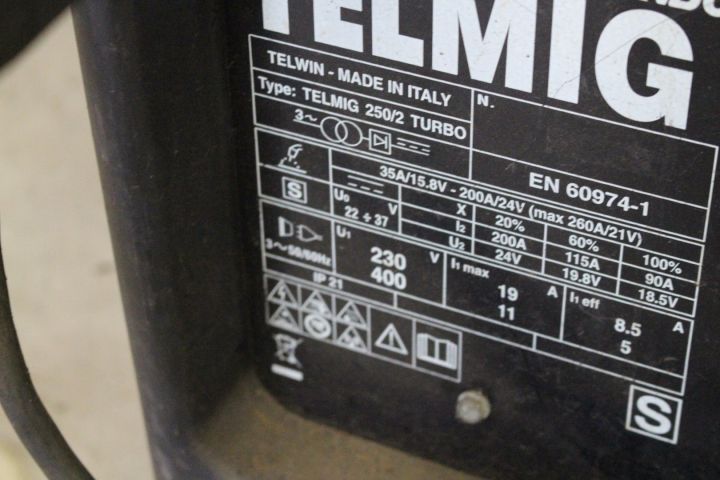 TELMIG
TELWIN - MADE IN ITALY
N.
Type: TELMIG 250/2 TURBO
3~
EN 60974-1
35A/15.8V - 200A/24V (max 260A/21V)
S
U0 V
22 ÷ 37
X 20% 60% 100%
I2 200A 115A 90A
U2 24V 19.8V 18.5V
3~50/60Hz
U1 V
230
400
I1 max A
19
11
I1 eff A
8.5
5
IP 21
S